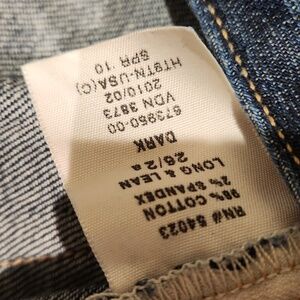 RN# 54023
98% COTTON
2% SPANDEX
LONG & LEAN
26/2a
DARK
673960-00
VDN 3873
2010/02
HT9TN-USA(C)
SPR 10